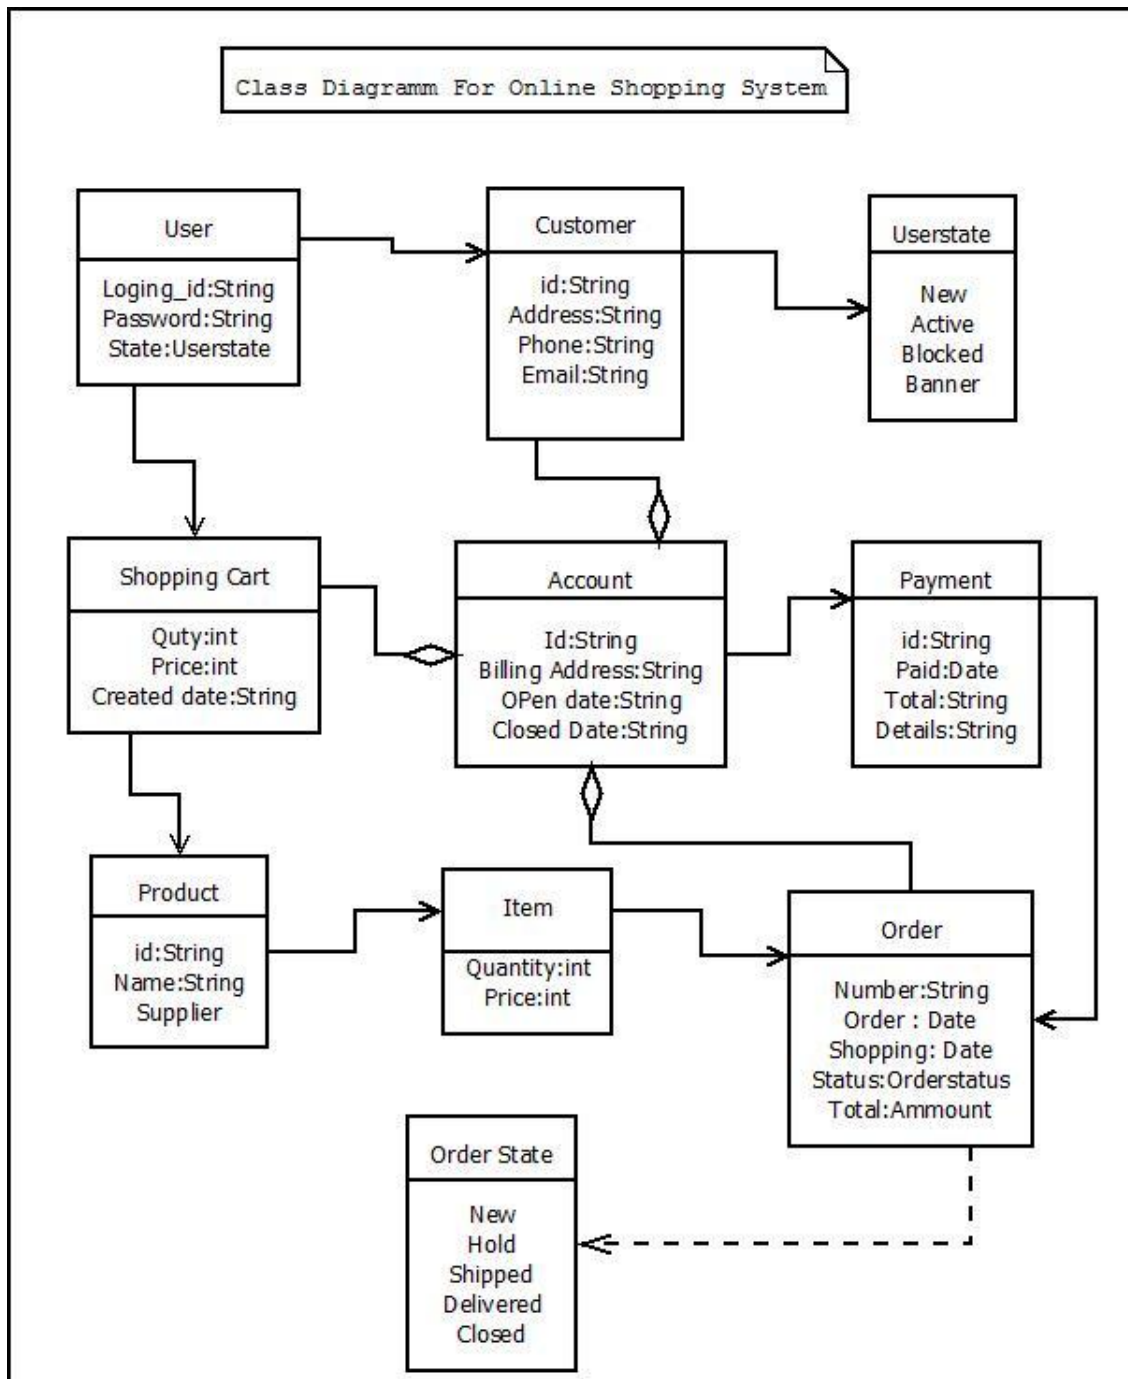 Class Diagramm For Online Shopping System
User
Loging_id:String
Password:String
State:Userstate
Customer
id:String
Address:String
Phone:String
Email:String
Userstate
New
Active
Blocked
Banner
Shopping Cart
Quty:int
Price:int
Created date:String
Account
Id:String
Billing Address:String
OPen date:String
Closed Date:String
Payment
id:String
Paid:Date
Total:String
Details:String
Product
id:String
Name:String
Supplier
Item
Quantity:int
Price:int
Order
Number:String
Order : Date
Shopping: Date
Status:Orderstatus
Total:Ammount
Order State
New
Hold
Shipped
Delivered
Closed